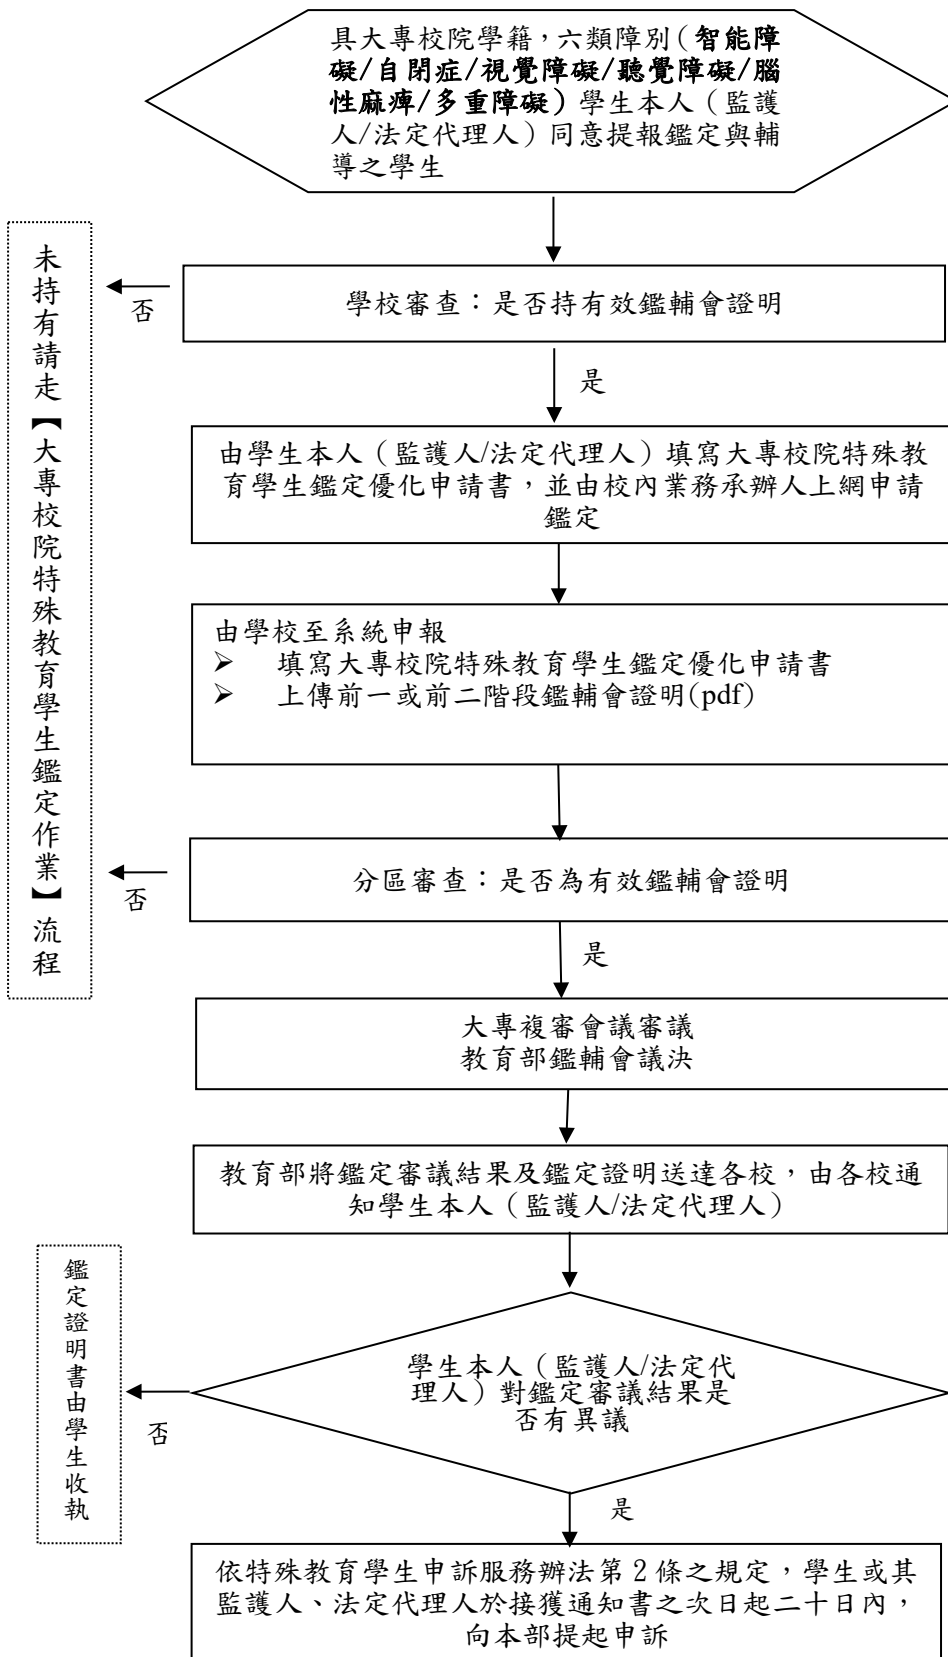 具大專校院學籍，六類障別（智能障
礙/自閉症/視覺障礙/聽覺障礙/腦
性麻痺/多重障礙）學生本人（監護
人/法定代理人）同意提報鑑定與輔
導之學生
學校審查：是否持有效鑑輔會證明
否
未持有請走【大專校院特殊教育學生鑑定作業】流程
是
由學生本人（監護人/法定代理人）填寫大專校院特殊教
育學生鑑定優化申請書，並由校內業務承辦人上網申請
鑑定
由學校至系統申報
➢ 填寫大專校院特殊教育學生鑑定優化申請書
➢ 上傳前一或前二階段鑑輔會證明(pdf)
分區審查：是否為有效鑑輔會證明
否
是
大專複審會議審議
教育部鑑輔會議決
教育部將鑑定審議結果及鑑定證明送達各校，由各校通
知學生本人（監護人/法定代理人）
學生本人（監護人/法定代
理人）對鑑定審議結果是
否有異議
否
鑑定證明書由學生收執
是
依特殊教育學生申訴服務辦法第 2 條之規定，學生或其
監護人、法定代理人於接獲通知書之次日起二十日內，
向本部提起申訴